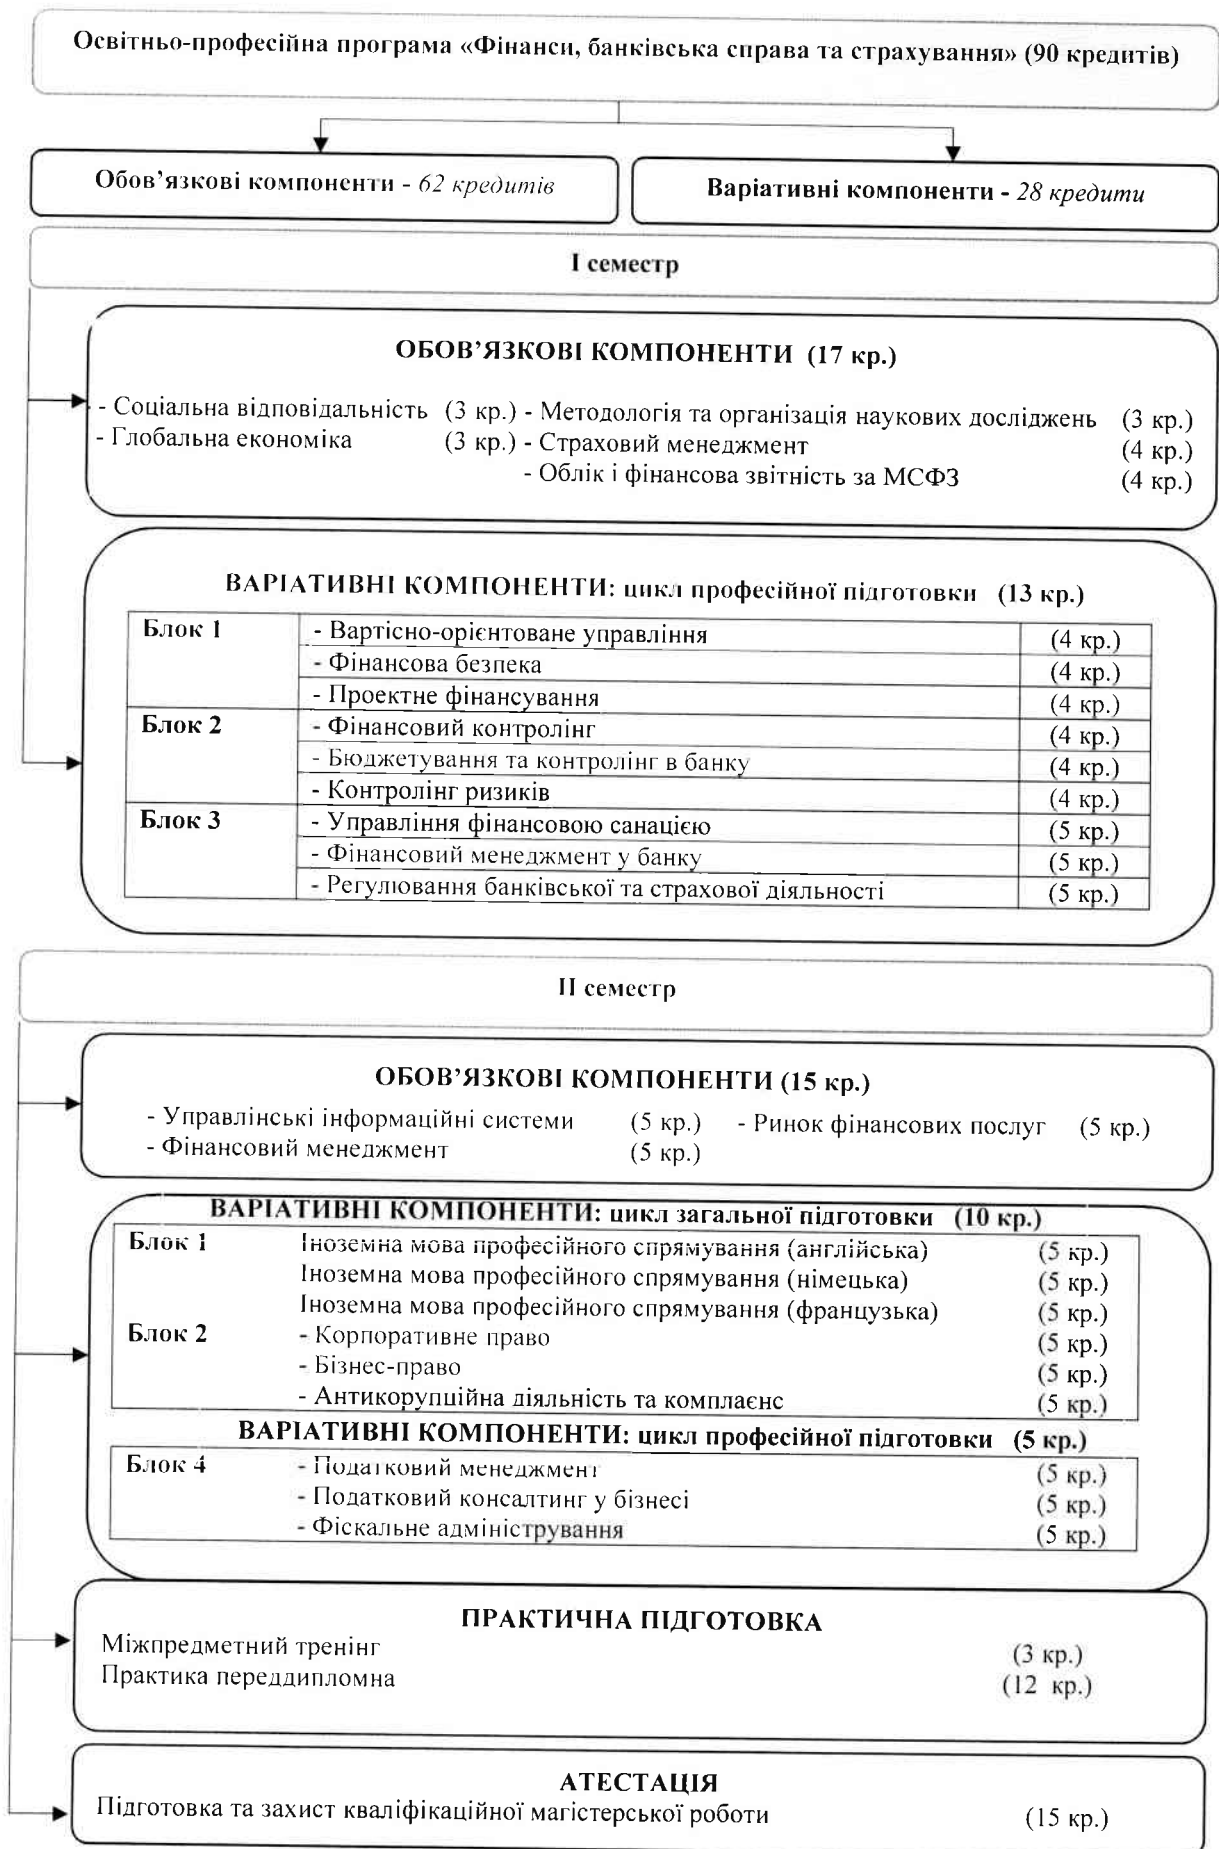 Освітньо-професійна програма «Фінанси, банківська справа та страхування» (90 кредитів)
Обов’язкові компоненти - 62 кредитів
Варіативні компоненти - 28 кредити
І семестр
ОБОВ’ЯЗКОВІ КОМПОНЕНТИ (17 кр.)
- Соціальна відповідальність (3 кр.) - Методологія та організація наукових досліджень (3 кр.)
- Глобальна економіка (3 кр.) - Страховий менеджмент (4 кр.)
- Облік і фінансова звітність за МСФЗ (4 кр.)
ВАРІАТИВНІ КОМПОНЕНТИ: цикл професійної підготовки (13 кр.)
Блок 1 - Вартісно-орієнтоване управління (4 кр.)
- Фінансова безпека (4 кр.)
- Проектне фінансування (4 кр.)
Блок 2 - Фінансовий контролінг (4 кр.)
- Бюджетування та контролінг в банку (4 кр.)
- Контролінг ризиків (4 кр.)
Блок 3 - Управління фінансовою санацією (5 кр.)
- Фінансовий менеджмент у банку (5 кр.)
- Регулювання банківської та страхової діяльності (5 кр.)
ІІ семестр
ОБОВ’ЯЗКОВІ КОМПОНЕНТИ (15 кр.)
- Управлінські інформаційні системи (5 кр.) - Ринок фінансових послуг (5 кр.)
- Фінансовий менеджмент (5 кр.)
ВАРІАТИВНІ КОМПОНЕНТИ: цикл загальної підготовки (10 кр.)
Блок 1 Іноземна мова професійного спрямування (англійська) (5 кр.)
Іноземна мова професійного спрямування (німецька) (5 кр.)
Іноземна мова професійного спрямування (французька) (5 кр.)
Блок 2 - Корпоративне право (5 кр.)
- Бізнес-право (5 кр.)
- Антикорупційна діяльність та комплаєнс (5 кр.)
ВАРІАТИВНІ КОМПОНЕНТИ: цикл професійної підготовки (5 кр.)
Блок 4 - Податковий менеджмент (5 кр.)
- Податковий консалтинг у бізнесі (5 кр.)
- Фіскальне адміністрування (5 кр.)
ПРАКТИЧНА ПІДГОТОВКА
Міжпредметний тренінг (3 кр.)
Практика переддипломна (12 кр.)
АТЕСТАЦІЯ
Підготовка та захист кваліфікаційної магістерської роботи (15 кр.)